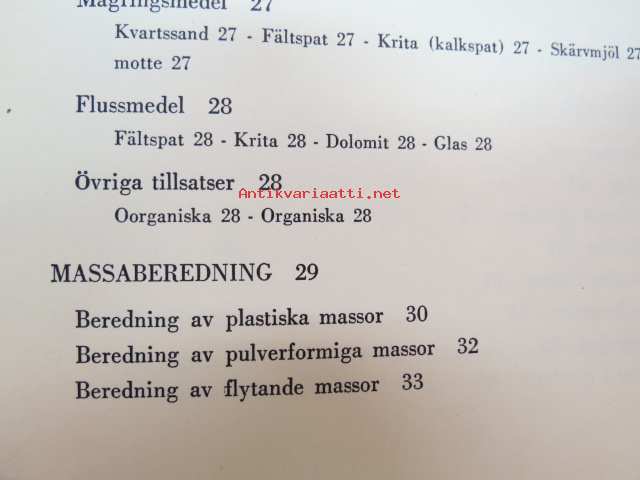 Magringsmedel 27
Kvartssand 27 - Fältspat 27 - Krita (kalkspat) 27 - Skärvmjöl 27
motte 27
Flussmedel 28
Fältspat 28 - Krita 28 - Dolomit 28 - Glas 28
Övriga tillsatser 28
Antikvariaatti.net
Oorganiska 28 - Organiska 28
MASSABEREDNING 29
Beredning av plastiska massor 30
Beredning av pulverformiga massor 32
Beredning av flytande massor 33